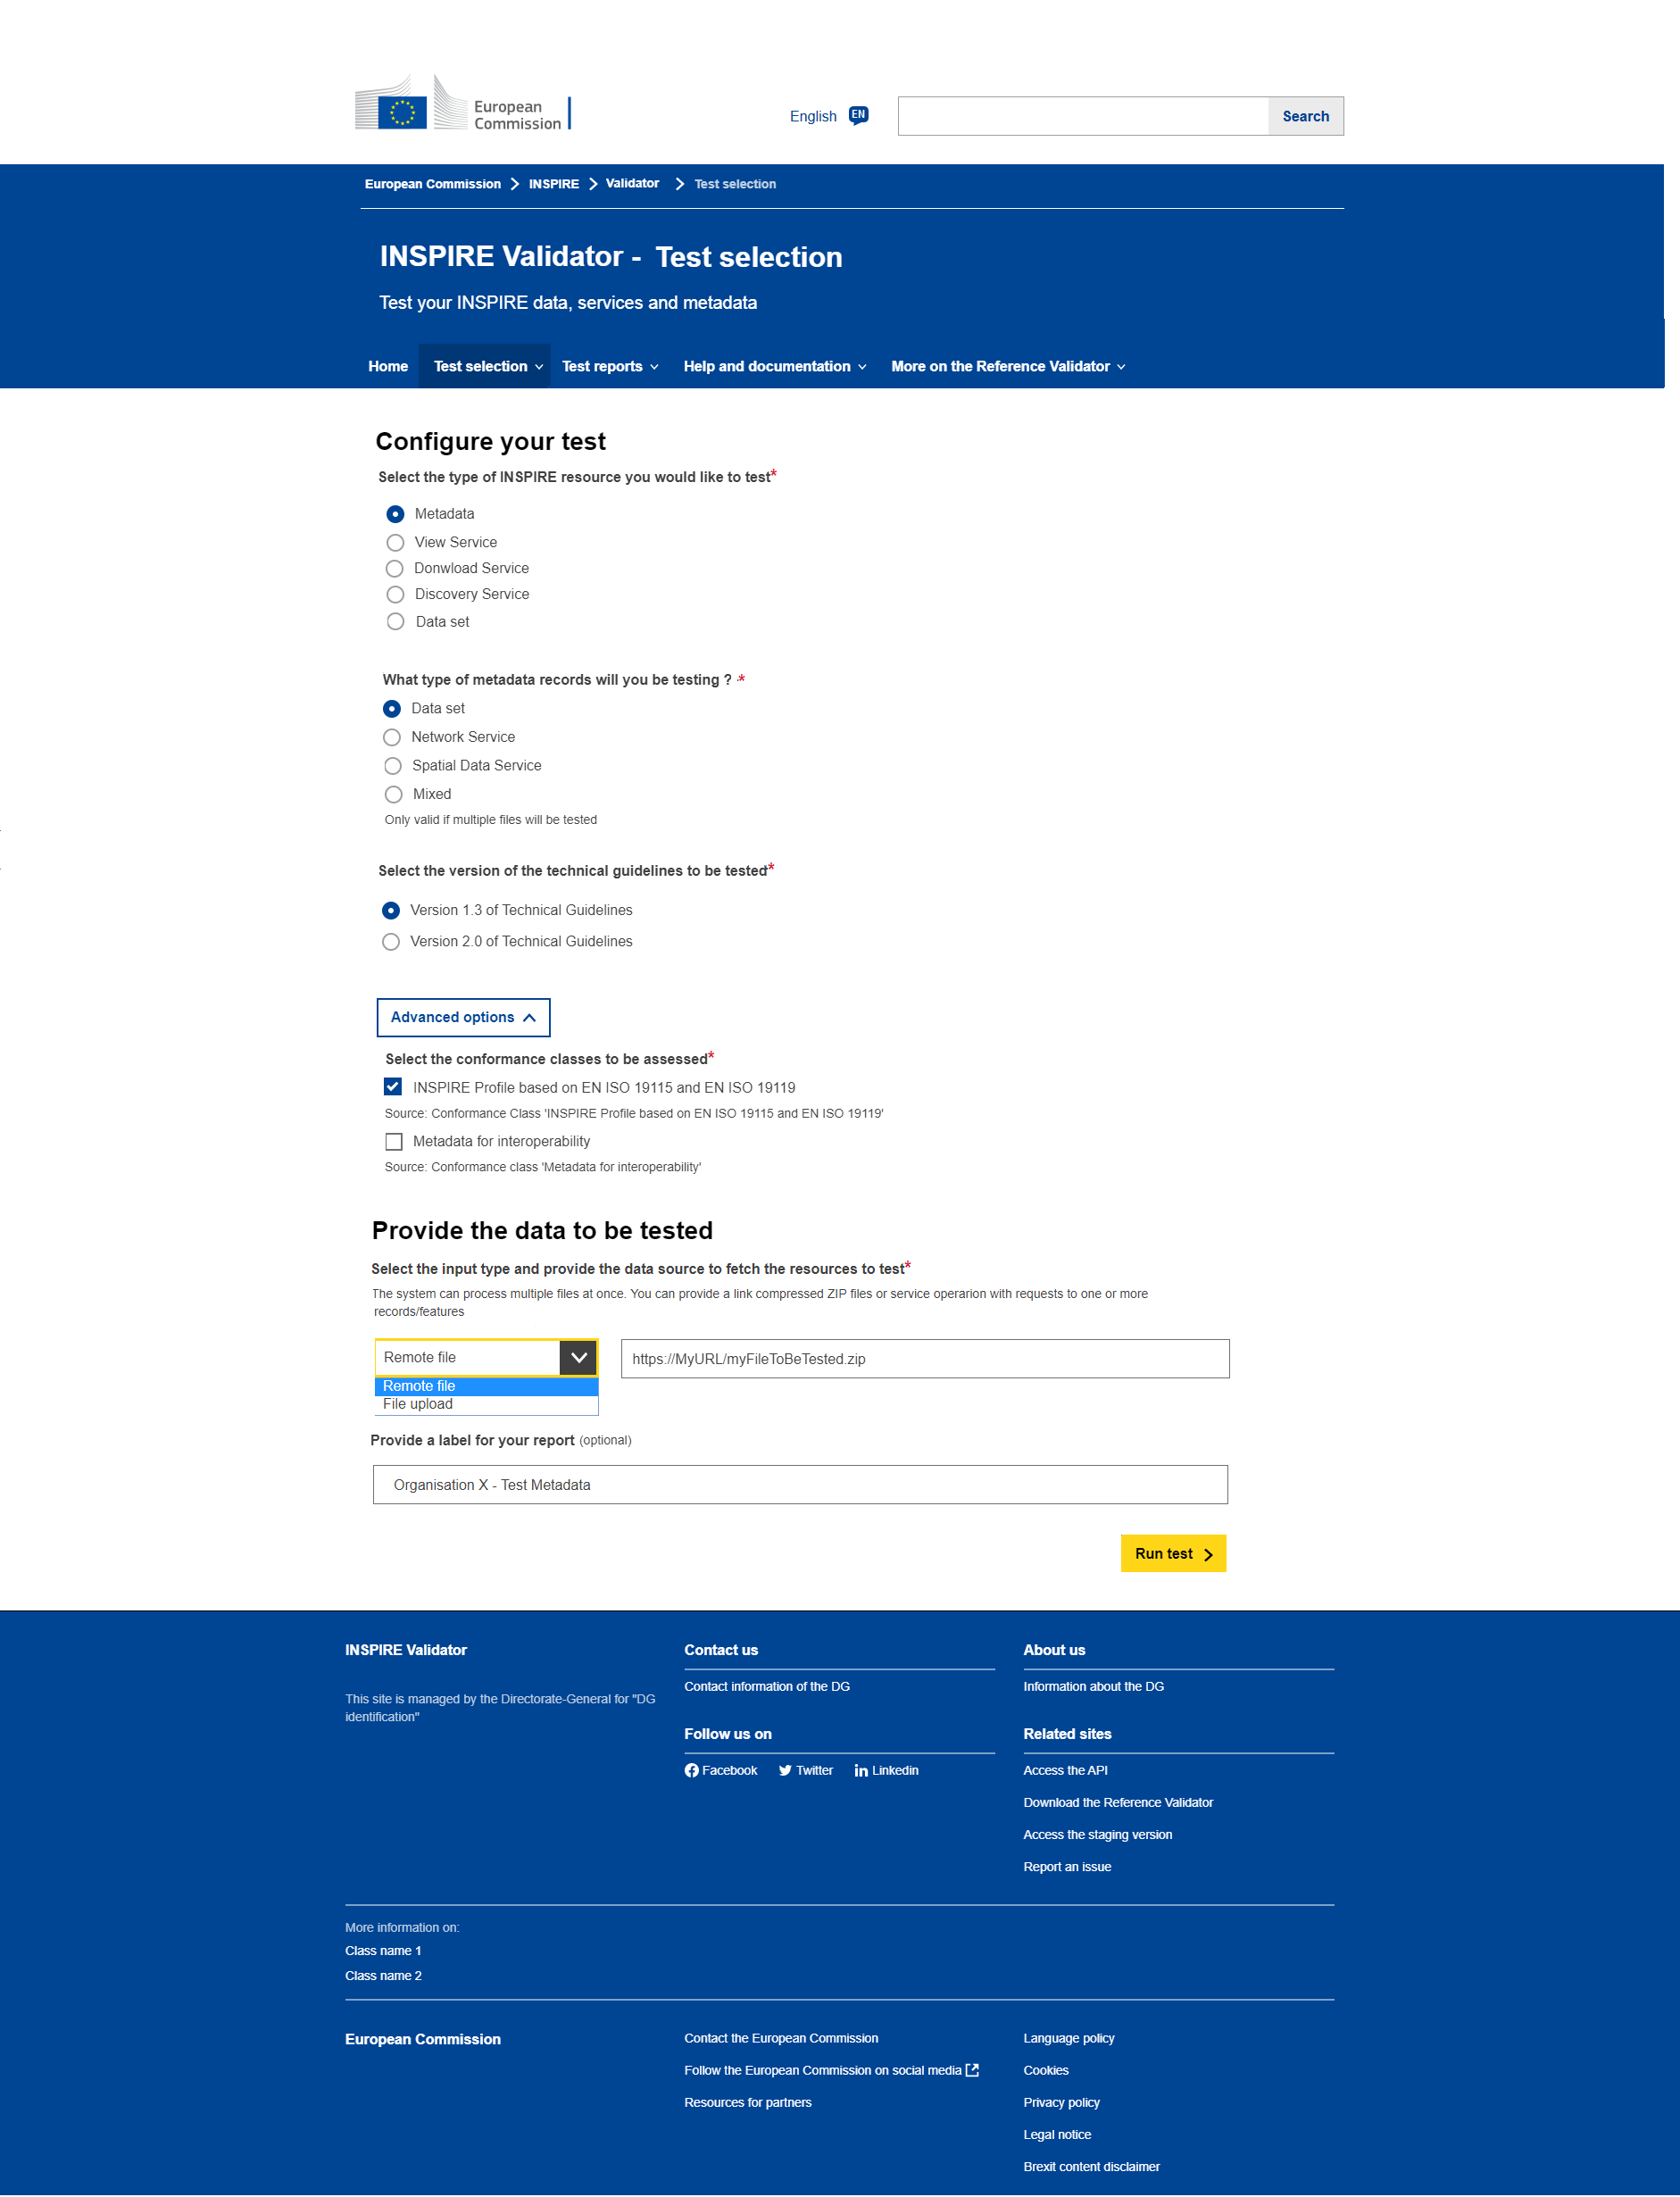 European
Commission
English EN Search
European Commission INSPIRE Validator Test selection
INSPIRE Validator - Test selection
Test your INSPIRE data, services and metadata
Home Test selection Test reports Help and documentation More on the Reference Validator
Configure your test
Select the type of INSPIRE resource you would like to test*
Metadata
View Service
Donwload Service
Discovery Service
Data set
What type of metadata records will you be testing ? *
Data set
Network Service
Spatial Data Service
Mixed
Only valid if multiple files will be tested
Select the version of the technical guidelines to be tested*
Version 1.3 of Technical Guidelines
Version 2.0 of Technical Guidelines
Advanced options
Select the conformance classes to be assessed*
INSPIRE Profile based on EN ISO 19115 and EN ISO 19119
Source: Conformance Class 'INSPIRE Profile based on EN ISO 19115 and EN ISO 19119'
Metadata for interoperability
Source: Conformance class 'Metadata for interoperability'
Provide the data to be tested
Select the input type and provide the data source to fetch the resources to test*
The system can process multiple files at once. You can provide a link compressed ZIP files or service operarion with requests to one or more
records/features
Remote file https://MyURL/myFileToBeTested.zip
Remote file
File upload
Provide a label for your report (optional)
Organisation X - Test Metadata
Run test
INSPIRE Validator
This site is managed by the Directorate-General for "DG
identification"
Contact us
Contact information of the DG
Follow us on
Facebook Twitter Linkedin
About us
Information about the DG
Related sites
Access the API
Download the Reference Validator
Access the staging version
Report an issue
More information on:
Class name 1
Class name 2
European Commission
Contact the European Commission
Follow the European Commission on social media
Resources for partners
Language policy
Cookies
Privacy policy
Legal notice
Brexit content disclaimer